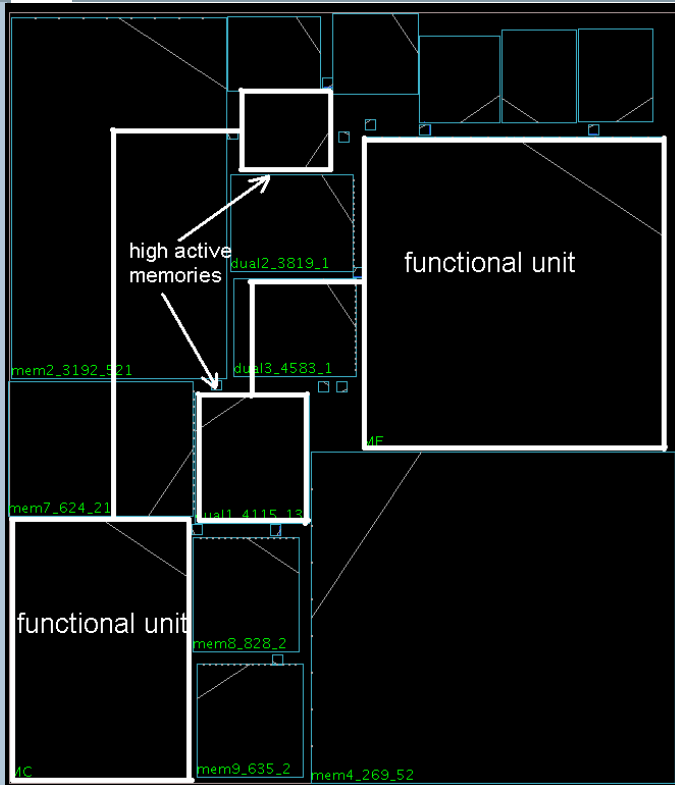 high active
memories
dual2_3819_1
functional unit
mem2_3192_521
dual3_4583_1
MF
mem7_624_21
dual1_4115_13
functional unit
mem8_828_2
MC
mem9_635_2
mem4_269_52